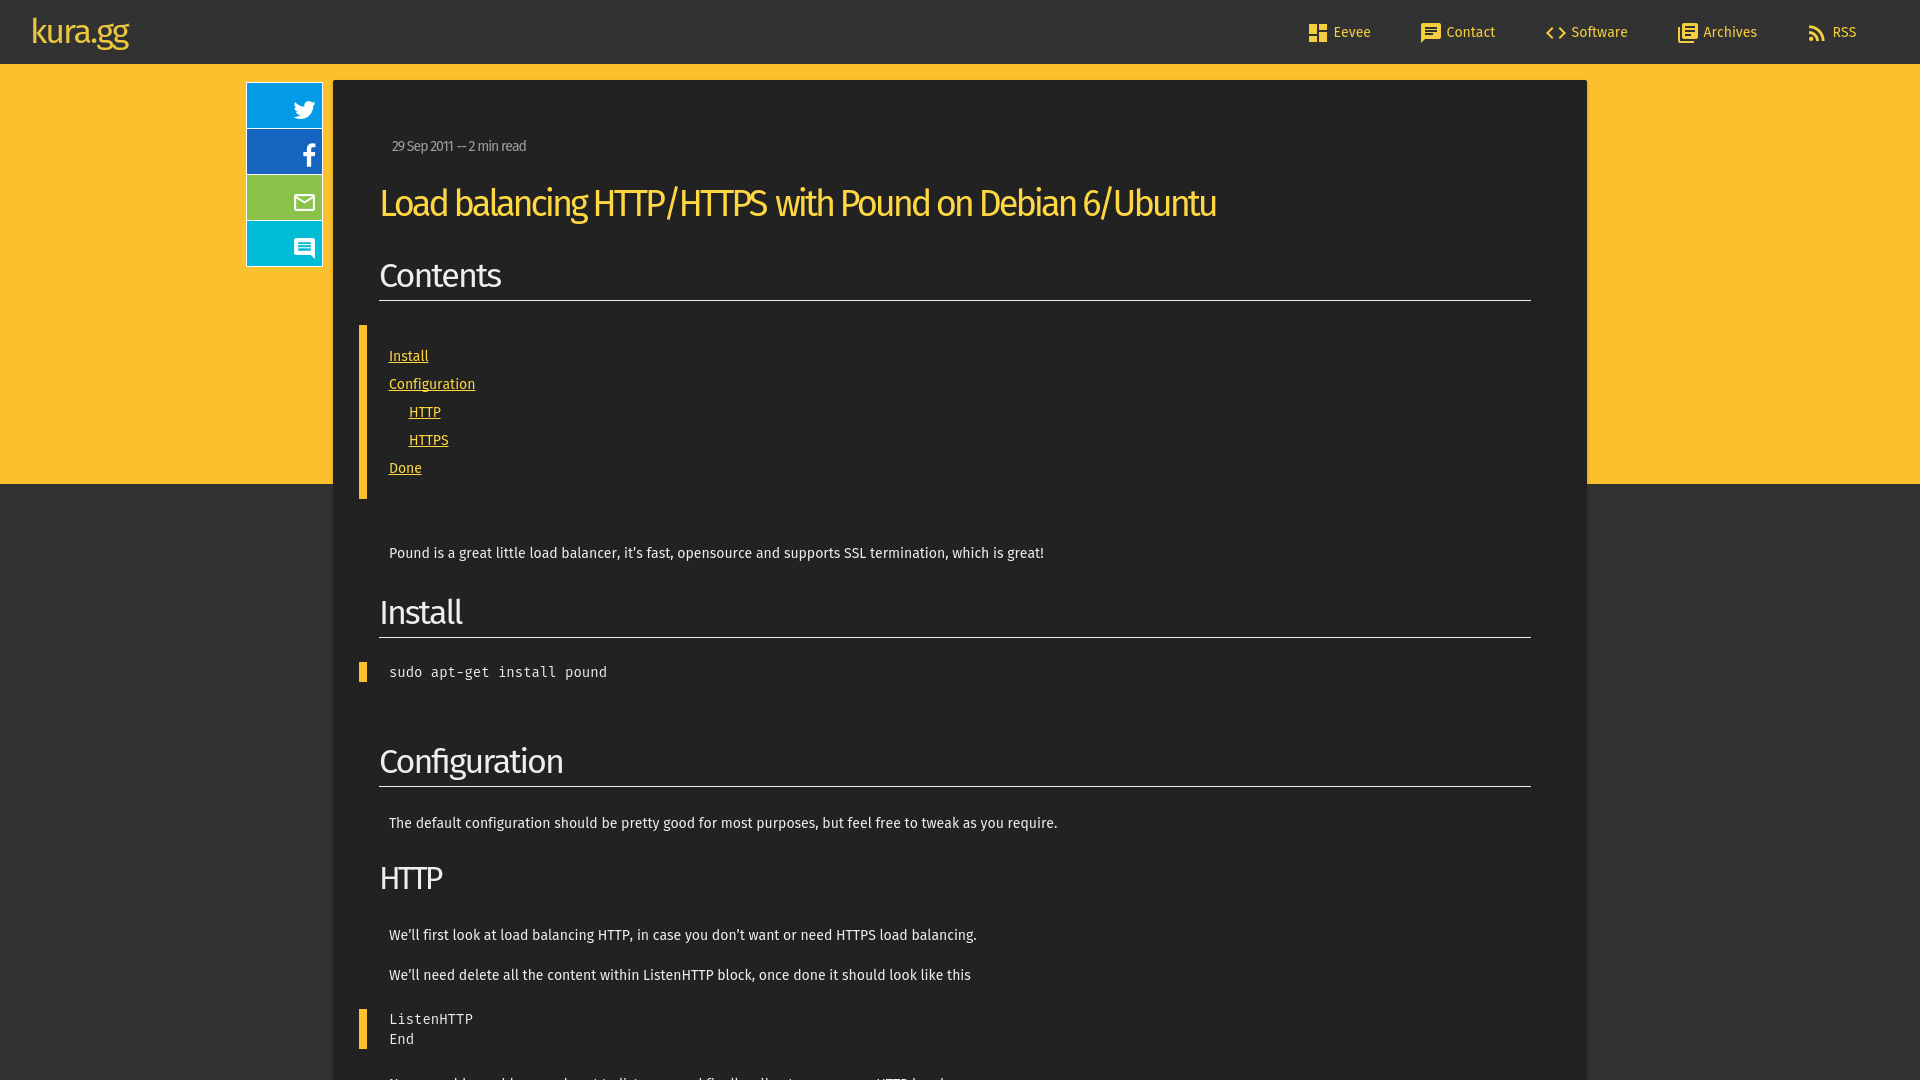 kura.gg
Eevee
Contact
Software
Archives
RSS
29 Sep 2011 -- 2 min read
Load balancing HTTP/HTTPS with Pound on Debian 6/Ubuntu
Contents
Install
Configuration
HTTP
HTTPS
Done
Pound is a great little load balancer, it’s fast, opensource and supports SSL termination, which is great!
Install
sudo apt-get install pound
Configuration
The default configuration should be pretty good for most purposes, but feel free to tweak as you require.
HTTP
We’ll first look at load balancing HTTP, in case you don’t want or need HTTPS load balancing.
We’ll need delete all the content within ListenHTTP block, once done it should look like this
ListenHTTP
End